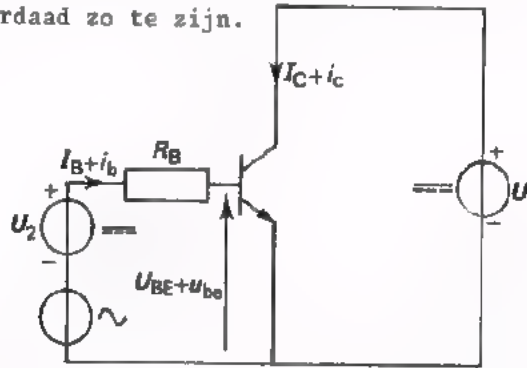 rdaad zo te zijn.
I_C+i_c
I_B+i_b
R_B
+
+
U_2
U
−
−
U_BE+u_be